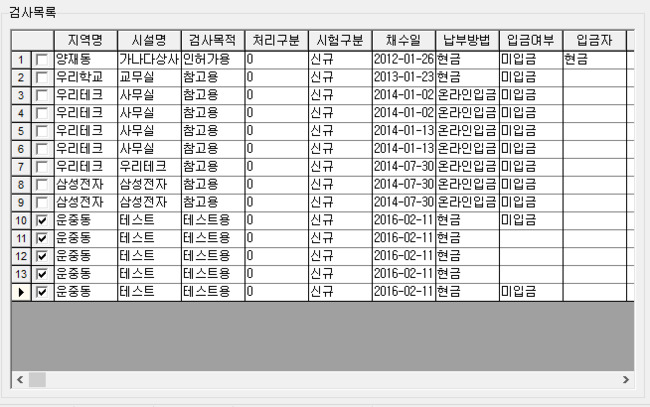 검사목록
지역명 시설명 검사목적 처리구분 시험구분 채수일 납부방법 입금여부 입금자
1 양재동 가나다상사 인허가용 0 신규 2012-01-26 현금 미입금 현금
2 우리학교 교무실 참고용 0 신규 2013-01-23 현금 미입금
3 우리테크 사무실 참고용 0 신규 2014-01-02 온라인입금 미입금
4 우리테크 사무실 참고용 0 신규 2014-01-02 온라인입금 미입금
5 우리테크 사무실 참고용 0 신규 2014-01-13 온라인입금 미입금
6 우리테크 사무실 참고용 0 신규 2014-01-13 온라인입금 미입금
7 우리테크 우리테크 참고용 0 신규 2014-07-30 온라인입금 미입금
8 삼성전자 삼성전자 참고용 0 신규 2014-07-30 온라인입금 미입금
9 삼성전자 삼성전자 참고용 0 신규 2014-07-30 온라인입금 미입금
10 운중동 테스트 테스트용 0 신규 2016-02-11 현금 미입금
11 운중동 테스트 테스트용 0 신규 2016-02-11 현금
12 운중동 테스트 테스트용 0 신규 2016-02-11 현금
13 운중동 테스트 테스트용 0 신규 2016-02-11 현금
운중동 테스트 테스트용 0 신규 2016-02-11 현금 미입금